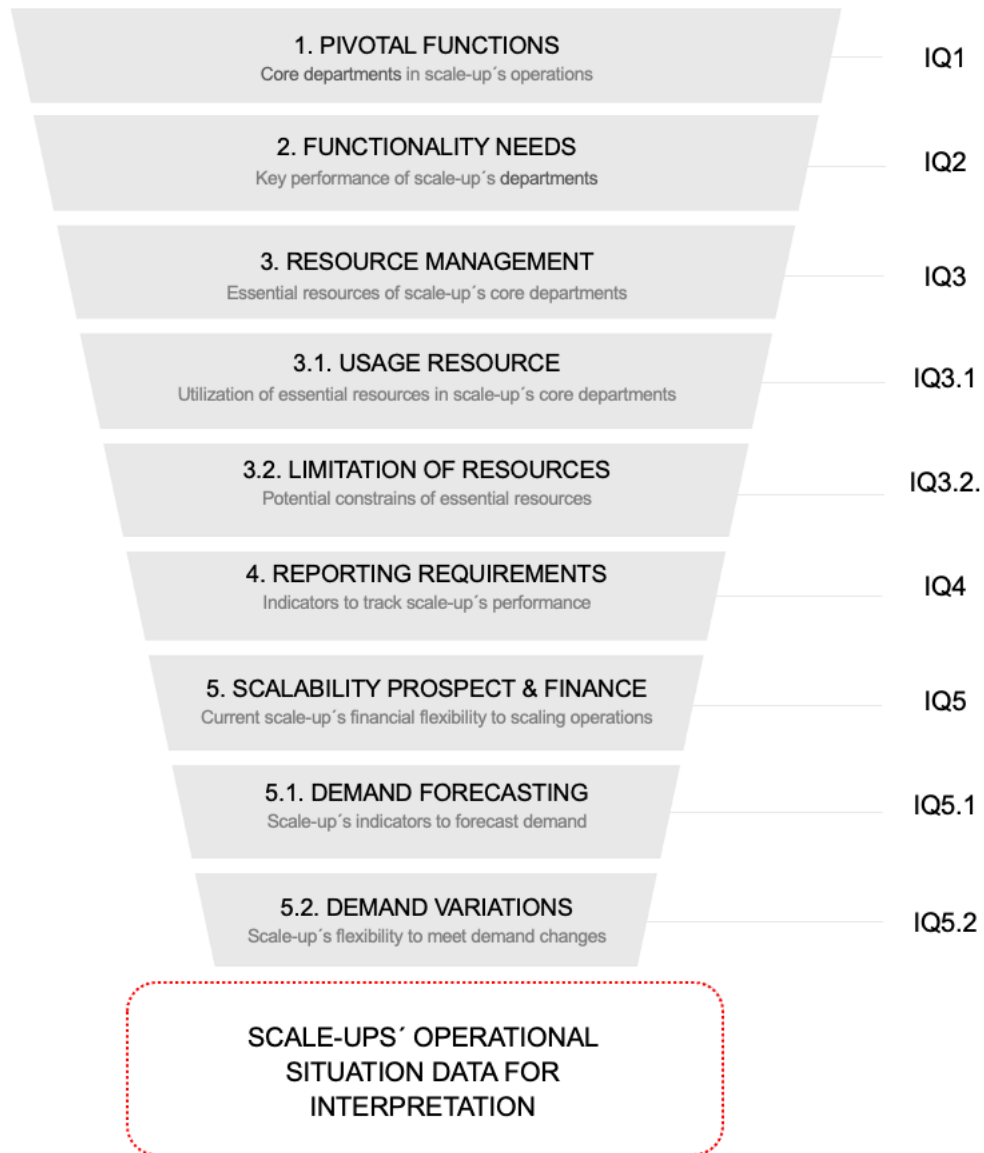 1. PIVOTAL FUNCTIONS
Core departments in scale-up´s operations
IQ1
2. FUNCTIONALITY NEEDS
Key performance of scale-up´s departments
IQ2
3. RESOURCE MANAGEMENT
Essential resources of scale-up´s core departments
IQ3
3.1. USAGE RESOURCE
Utilization of essential resources in scale-up´s core departments
IQ3.1
3.2. LIMITATION OF RESOURCES
Potential constrains of essential resources
IQ3.2.
4. REPORTING REQUIREMENTS
Indicators to track scale-up´s performance
IQ4
5. SCALABILITY PROSPECT & FINANCE
Current scale-up´s financial flexibility to scaling operations
IQ5
5.1. DEMAND FORECASTING
Scale-up´s indicators to forecast demand
IQ5.1
5.2. DEMAND VARIATIONS
Scale-up´s flexibility to meet demand changes
IQ5.2
SCALE-UPS´ OPERATIONAL
SITUATION DATA FOR
INTERPRETATION